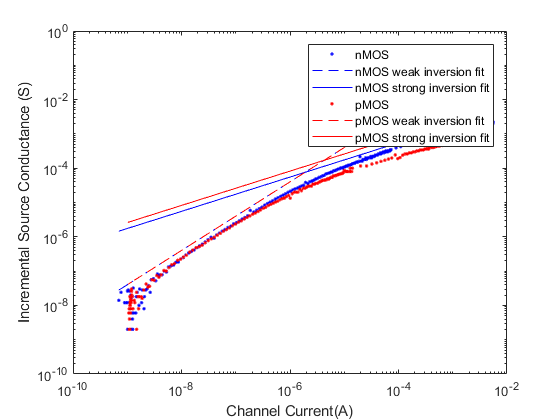 10^0
10^-2
10^-4
10^-6
10^-8
10^-10
Incremental Source Conductance (S)
nMOS
nMOS weak inversion fit
nMOS strong inversion fit
pMOS
pMOS weak inversion fit
pMOS strong inversion fit
10^-10 10^-8 10^-6 10^-4 10^-2
Channel Current(A)